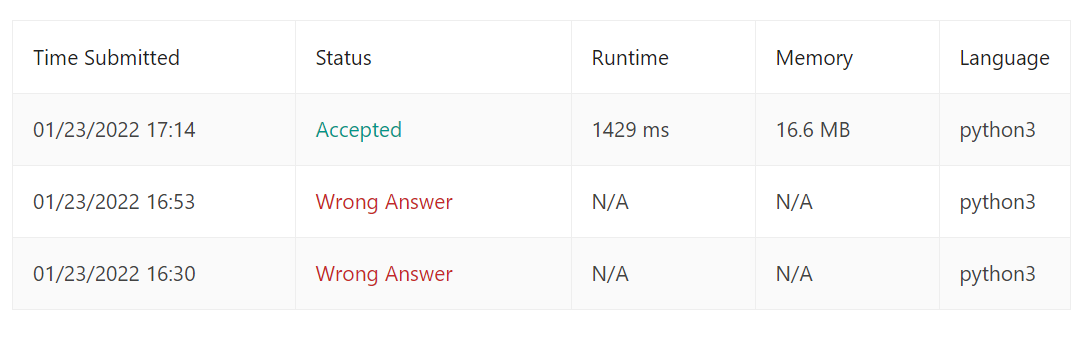 Time Submitted Status Runtime Memory Language
01/23/2022 17:14 Accepted 1429 ms 16.6 MB python3
01/23/2022 16:53 Wrong Answer N/A N/A python3
01/23/2022 16:30 Wrong Answer N/A N/A python3